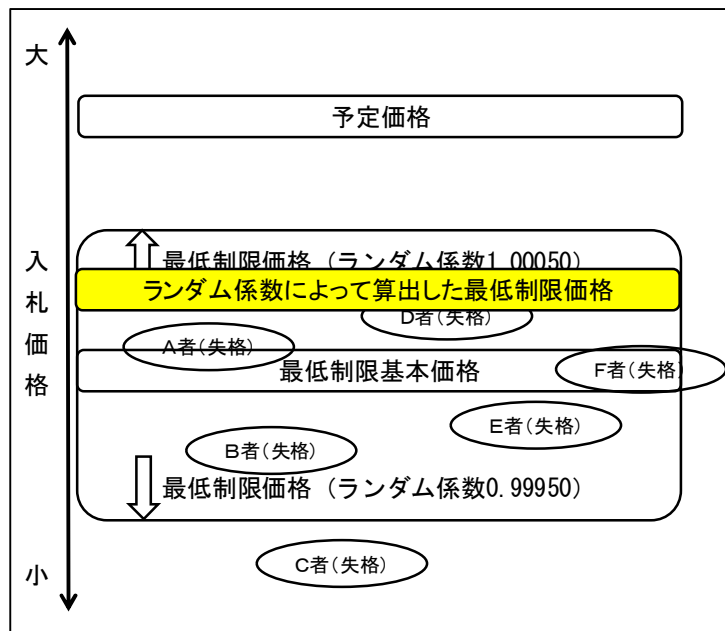 大
予定価格
入札価格
最低制限価格（ランダム係数1.00050）
ランダム係数によって算出した最低制限価格
D者（失格）
A者（失格）
最低制限基本価格
F者（失格）
E者（失格）
B者（失格）
最低制限価格（ランダム係数0.99950）
C者（失格）
小